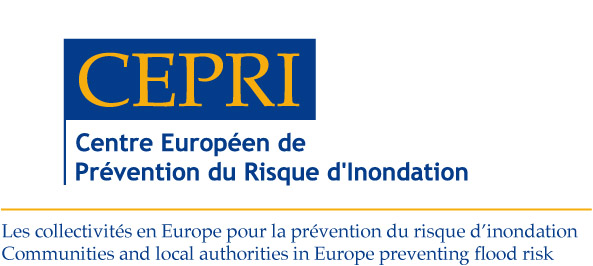 CEPRI
Centre Européen de
Prévention du Risque d'Inondation
Les collectivités en Europe pour la prévention du risque d’inondation
Communities and local authorities in Europe preventing flood risk